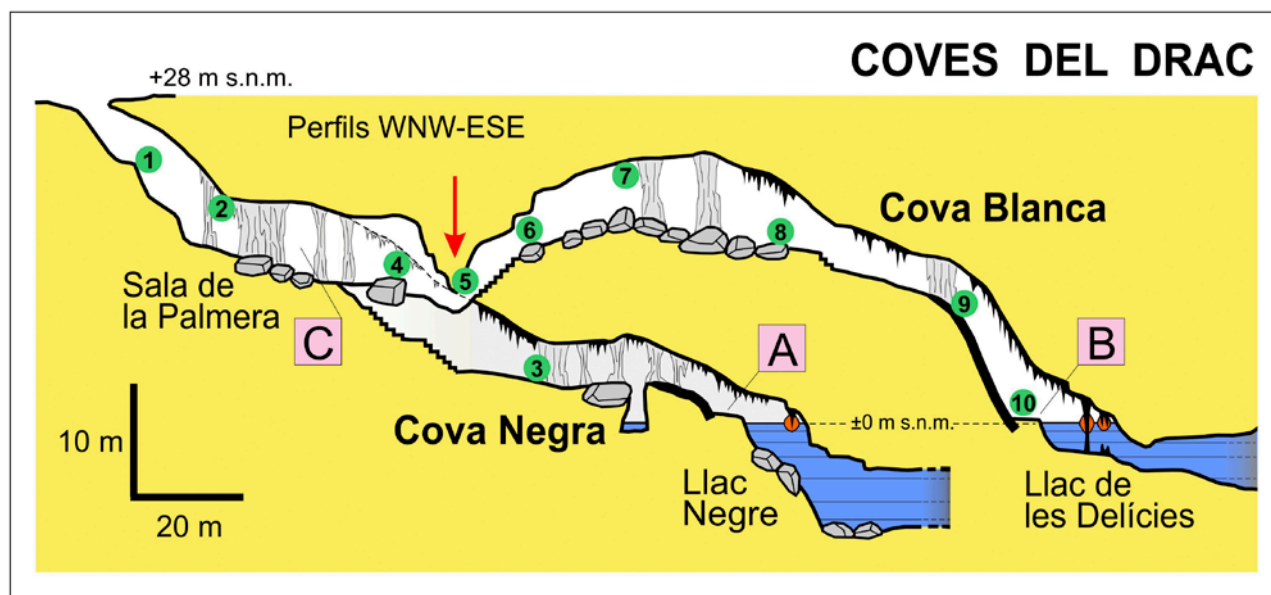 COVES DEL DRAC
+28 m s.n.m.
Perfils WNW-ESE
1
2
3
4
5
6
7
8
9
10
Cova Blanca
Sala de
la Palmera
C
A
B
±0 m s.n.m.
Cova Negra
10 m
20 m
Llac
Negre
Llac de
les Delícies